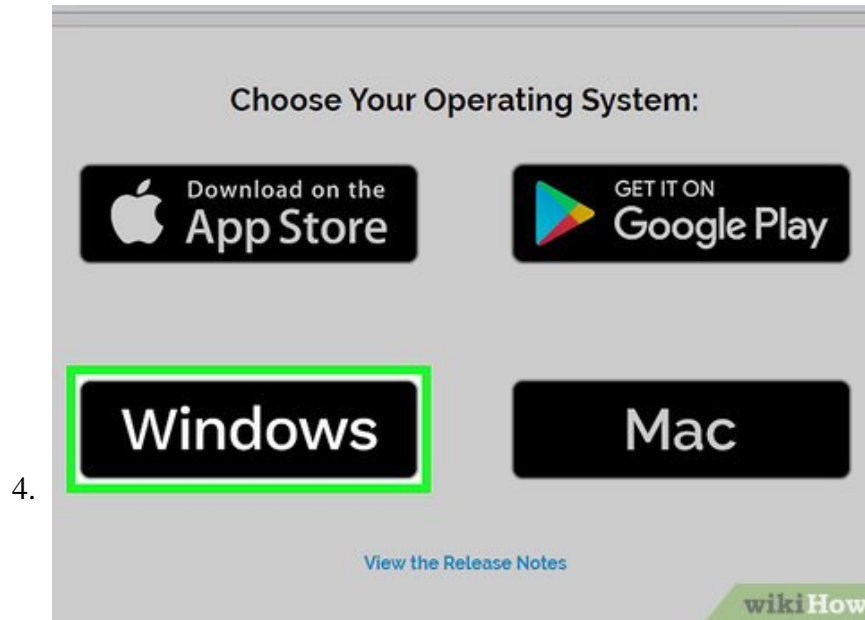 Choose Your Operating System:
Download on the
App Store
GET IT ON
Google Play
Windows
Mac
4.
View the Release Notes
wikiHow